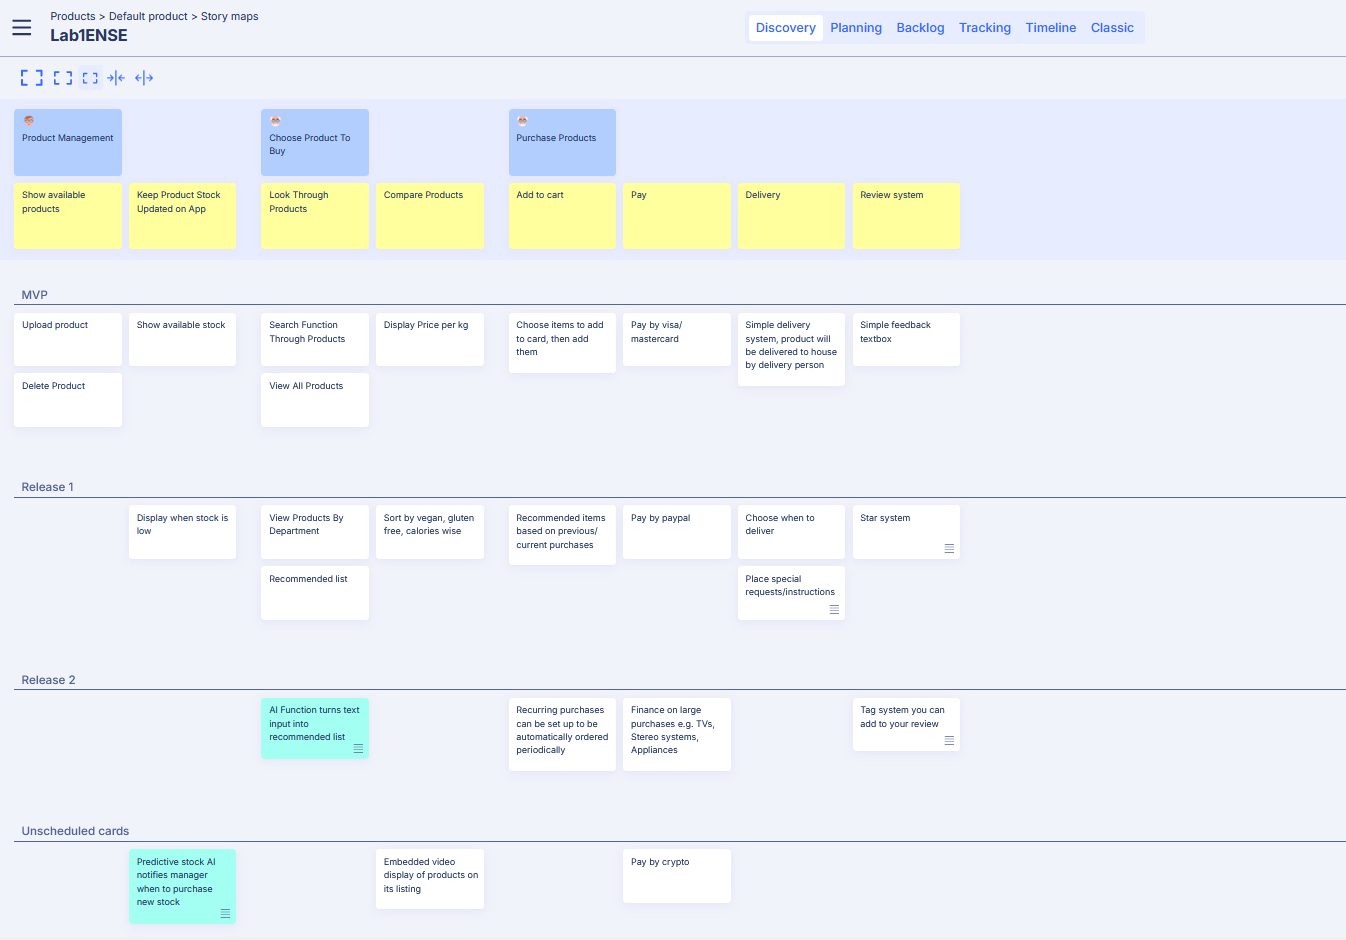 Products > Default product > Story maps
Lab1ENSE
Discovery
Planning
Backlog
Tracking
Timeline
Classic
Product Management
Choose Product To
Buy
Purchase Products
Show available
products
Keep Product Stock
Updated on App
Look Through
Products
Compare Products
Add to cart
Pay
Delivery
Review system
MVP
Upload product
Show available stock
Search Function
Through Products
Display Price per kg
Choose items to add
to card, then add
them
Pay by visa/
mastercard
Simple delivery
system, product will
be delivered to house
by delivery person
Simple feedback
textbox
Delete Product
View All Products
Release 1
Display when stock is
low
View Products By
Department
Sort by vegan, gluten
free, calories wise
Recommended items
based on previous/
current purchases
Pay by paypal
Choose when to
deliver
Star system
Recommended list
Place special
requests/instructions
Release 2
AI Function turns text
input into
recommended list
Recurring purchases
can be set up to be
automatically ordered
periodically
Finance on large
purchases e.g. TVs,
Stereo systems,
Appliances
Tag system you can
add to your review
Unscheduled cards
Predictive stock AI
notifies manager
when to purchase
new stock
Embedded video
display of products on
its listing
Pay by crypto